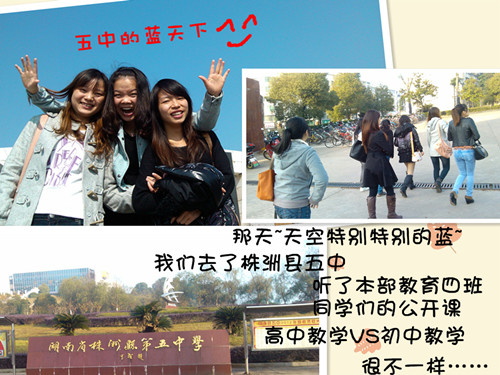 五中的蓝天下
那天~天空特别特别的蓝~
我们去了株洲县五中
听了本部教育四班
同学们的公开课
高中教学VS初中教学
很不一样……
湖南省株洲縣第五中學